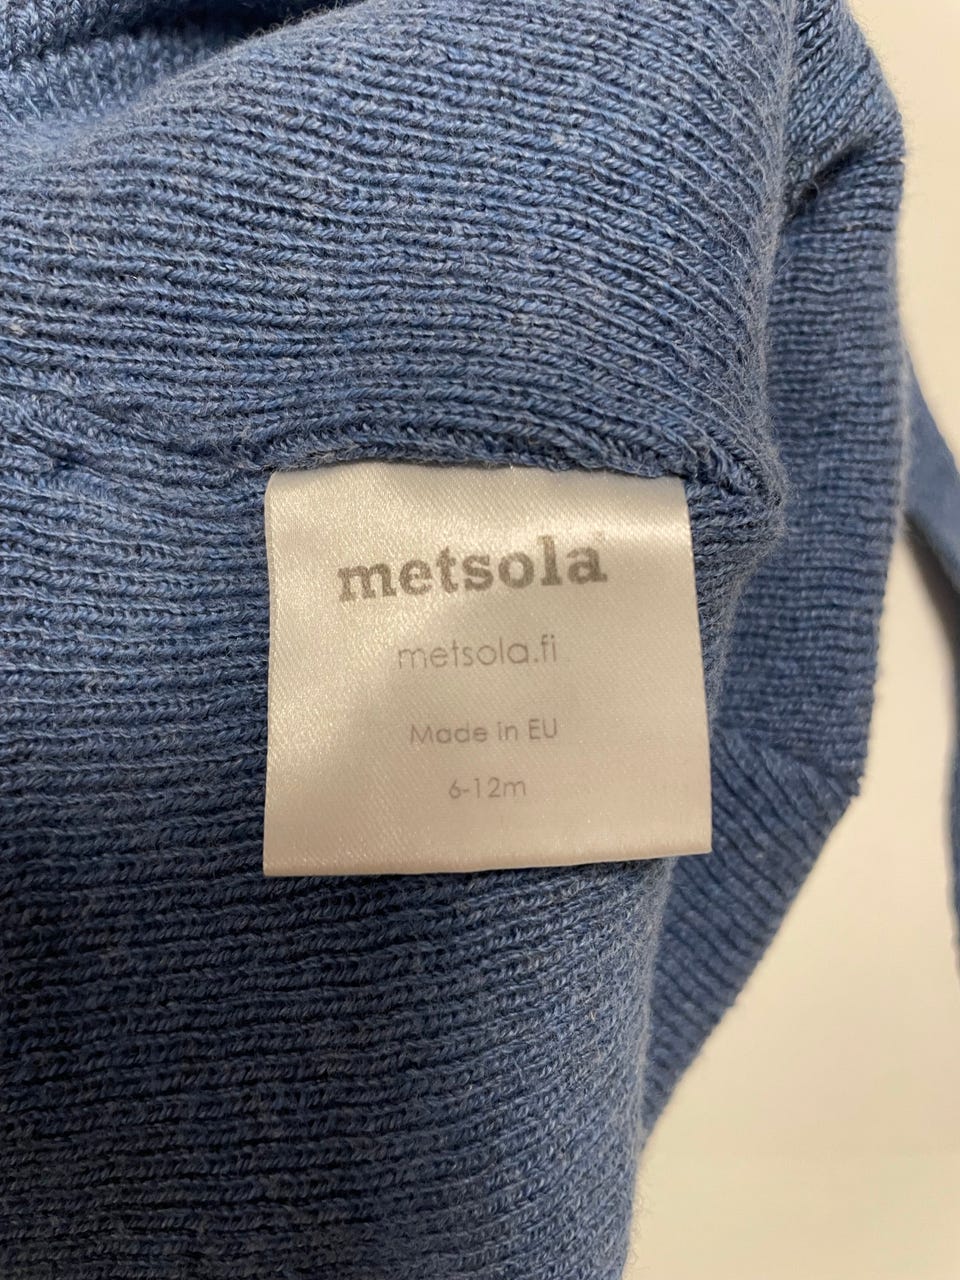 metsola
metsola.fi
Made in EU
6-12m